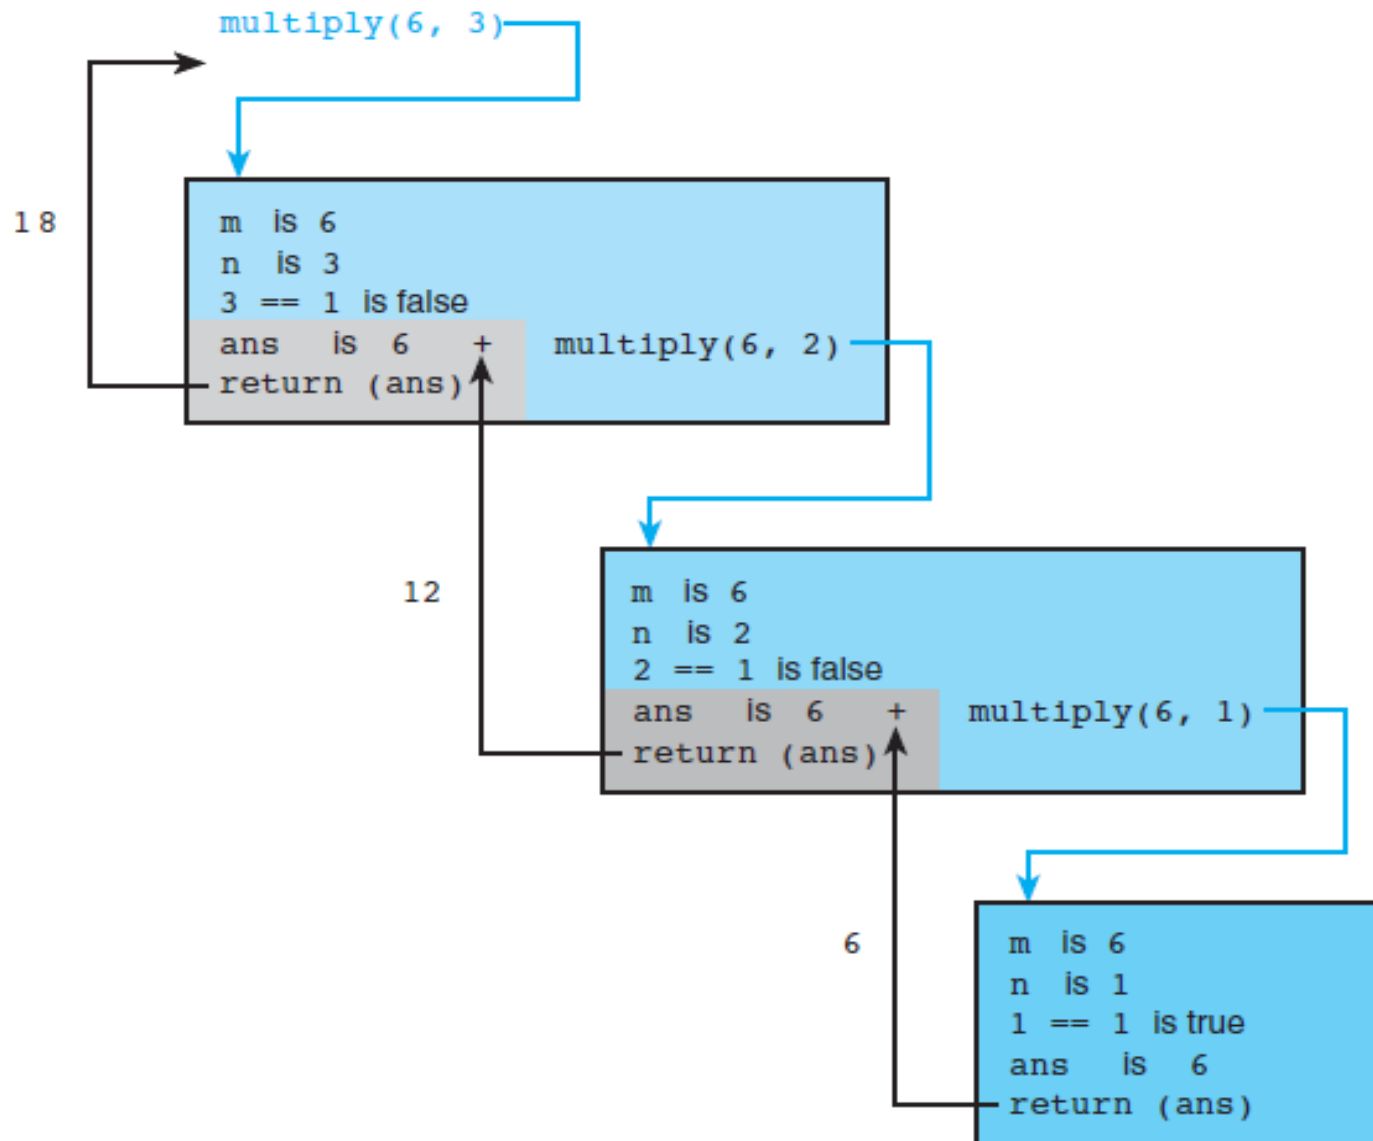 multiply(6, 3)
18
m is 6
n is 3
3 == 1 is false
ans is 6 + multiply(6, 2)
return (ans)
12
m is 6
n is 2
2 == 1 is false
ans is 6 + multiply(6, 1)
return (ans)
6
m is 6
n is 1
1 == 1 is true
ans is 6
return (ans)